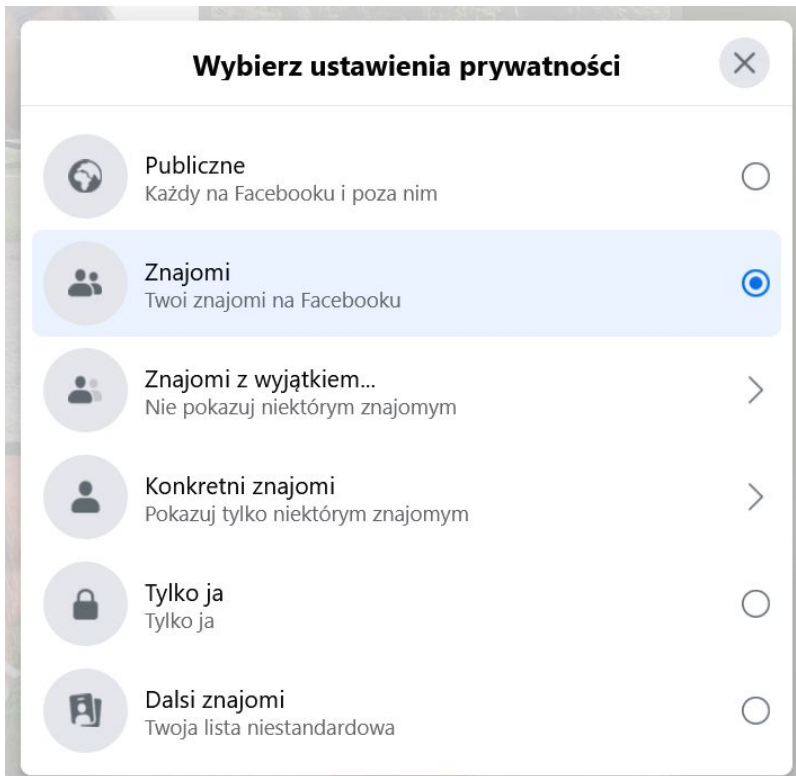 Wybierz ustawienia prywatności
Publiczne
Każdy na Facebooku i poza nim
Znajomi
Twoi znajomi na Facebooku
Znajomi z wyjątkiem...
Nie pokazuj niektórym znajomym
Konkretni znajomi
Pokazuj tylko niektórym znajomym
Tylko ja
Tylko ja
Dalsi znajomi
Twoja lista niestandardowa